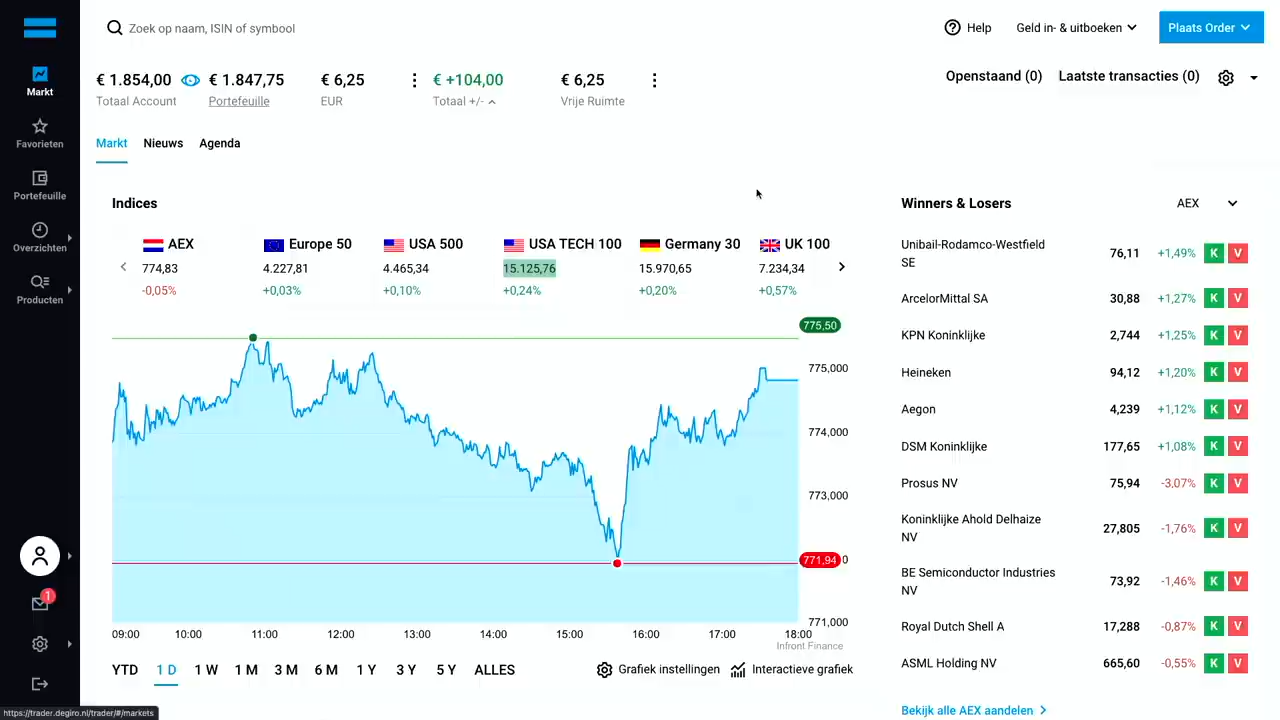 Zoek op naam, ISIN of symbool
Help
Geld in- & uitboeken
Plaats Order
€ 1.854,00
€ 1.847,75
€ 6,25
€ +104,00
€ 6,25
Totaal Account
Portefeuille
EUR
Totaal +/-
Vrije Ruimte
Openstaand (0)
Laatste transacties (0)
Markt
Favorieten
Portefeuille
Overzichten
Producten
1
Markt
Nieuws
Agenda
Indices
AEX
774,83
-0,05%
Europe 50
4.227,81
+0,03%
USA 500
4.465,34
+0,10%
USA TECH 100
15.125,76
+0,24%
Germany 30
15.970,65
+0,20%
UK 100
7.234,34
+0,57%
775,50
775,000
774,000
773,000
771,94
0
771,000
09:00
10:00
11:00
12:00
13:00
14:00
15:00
16:00
17:00
18:00
Infront Finance
YTD
1 D
1 W
1 M
3 M
6 M
1 Y
3 Y
5 Y
ALLES
Grafiek instellingen
Interactieve grafiek
Winners & Losers
AEX
Unibail-Rodamco-Westfield
SE
76,11
+1,49%
K
V
ArcelorMittal SA
30,88
+1,27%
K
V
KPN Koninklijke
2,744
+1,25%
K
V
Heineken
94,12
+1,20%
K
V
Aegon
4,239
+1,12%
K
V
DSM Koninklijke
177,65
+1,08%
K
V
Prosus NV
75,94
-3,07%
K
V
Koninklijke Ahold Delhaize
NV
27,805
-1,76%
K
V
BE Semiconductor Industries
NV
73,92
-1,46%
K
V
Royal Dutch Shell A
17,288
-0,87%
K
V
ASML Holding NV
665,60
-0,55%
K
V
Bekijk alle AEX aandelen
https://trader.degiro.nl/trader/#/markets